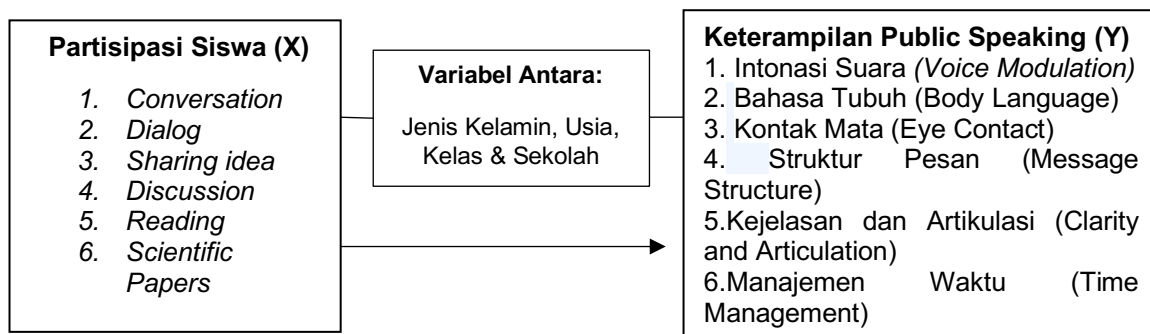 Partisipasi Siswa (X)
1. Conversation
2. Dialog
3. Sharing idea
4. Discussion
5. Reading
6. Scientific
Papers
Variabel Antara:
Jenis Kelamin, Usia,
Kelas & Sekolah
Keterampilan Public Speaking (Y)
1. Intonasi Suara (Voice Modulation)
2. Bahasa Tubuh (Body Language)
3. Kontak Mata (Eye Contact)
4. Struktur Pesan (Message
Structure)
5.Kejelasan dan Artikulasi (Clarity
and Articulation)
6.Manajemen Waktu (Time
Management)